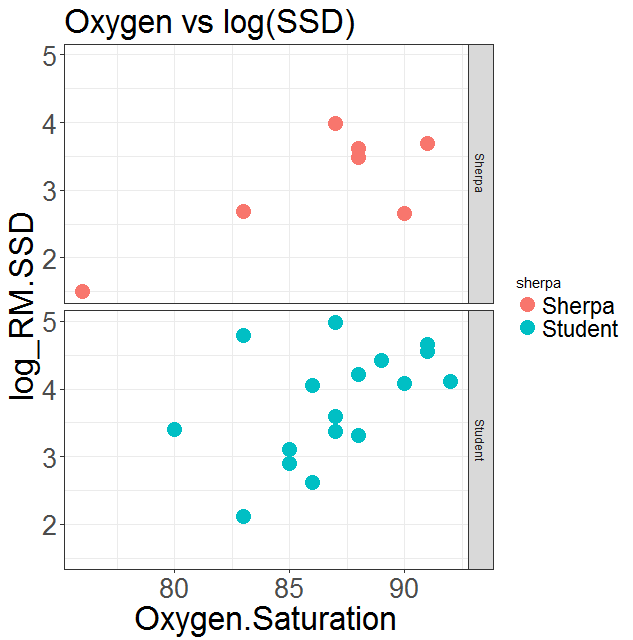 Oxygen vs log(SSD)
log_RM.SSD
5
4
3
2
Sherpa
5
4
3
2
Student
80 85 90
Oxygen.Saturation
sherpa
Sherpa
Student